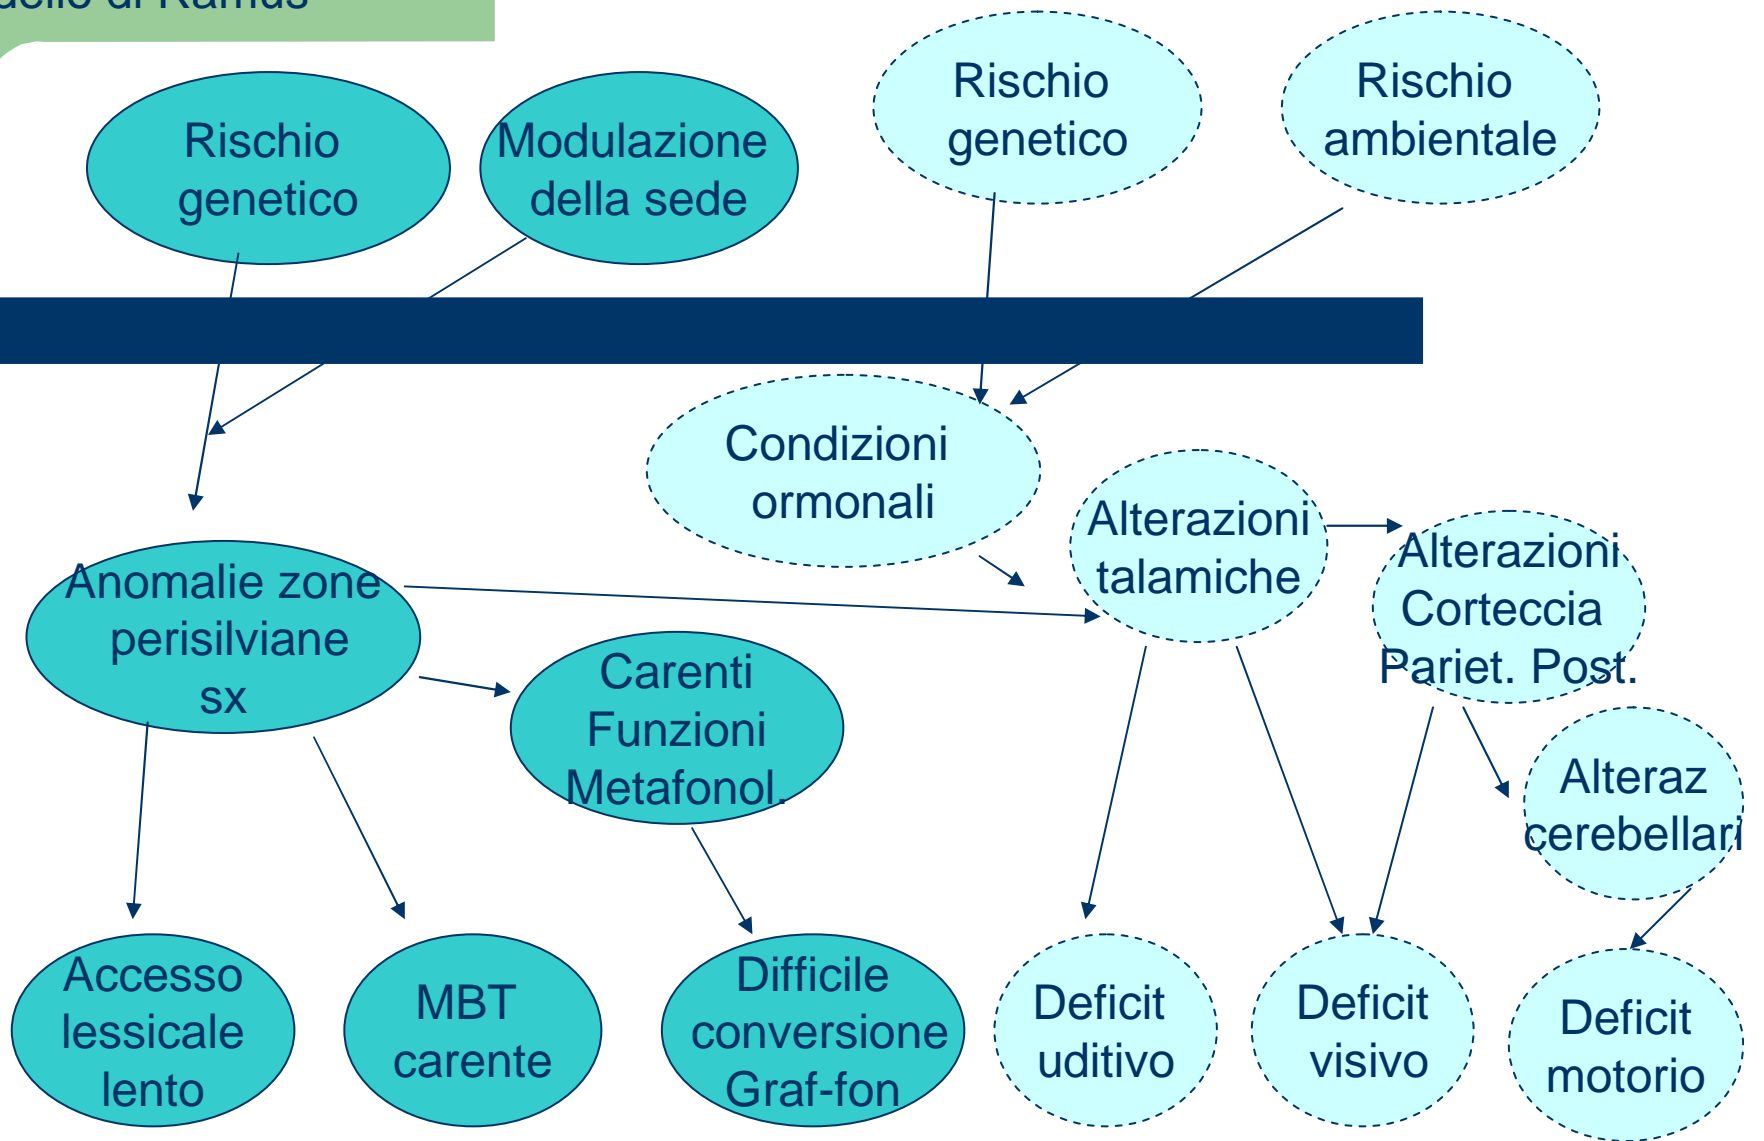 di Ramus
Rischio
genetico
Modulazione
della sede
Rischio
genetico
Rischio
ambientale
Condizioni
ormonali
Alterazioni
talamiche
Alterazioni
Corteccia
Pariet. Post.
Anomalie zone
perisilviane
sx
Carenti
Funzioni
Metafonol.
Alteraz
cerebellari
Accesso
lessicale
lento
MBT
carente
Difficile
conversione
Graf-fon
Deficit
uditivo
Deficit
visivo
Deficit
motorio